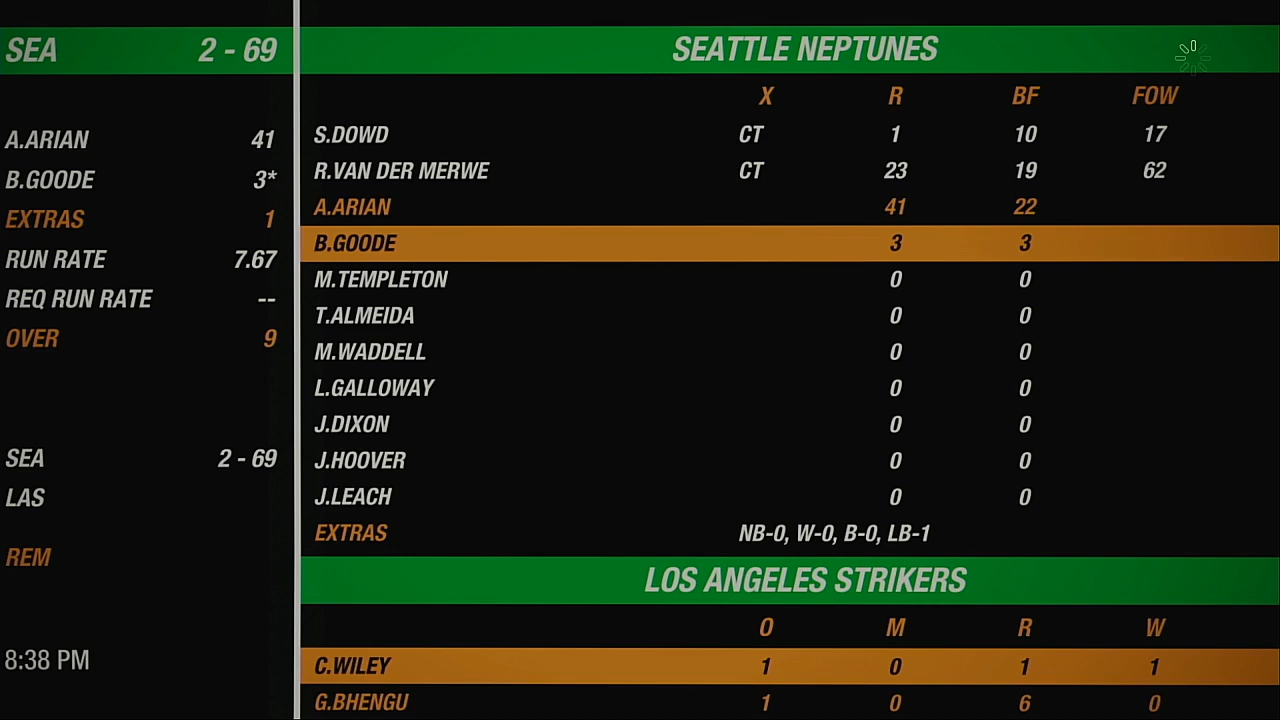 SEA 2 - 69
A.ARIAN 41
B.GOODE 3*
EXTRAS 1
RUN RATE 7.67
REQ RUN RATE --
OVER 9
SEA 2 - 69
LAS
REM
8:38 PM
SEATTLE NEPTUNES
X R BF FOW
S.DOWD CT 1 10 17
R.VAN DER MERWE CT 23 19 62
A.ARIAN 41 22
B.GOODE 3 3
M.TEMPLETON 0 0
T.ALMEIDA 0 0
M.WADDELL 0 0
L.GALLOWAY 0 0
J.DIXON 0 0
J.HOOVER 0 0
J.LEACH 0 0
EXTRAS NB-0, W-0, B-0, LB-1
LOS ANGELES STRIKERS
O M R W
C.WILEY 1 0 1 1
G.BHENGU 1 0 6 0